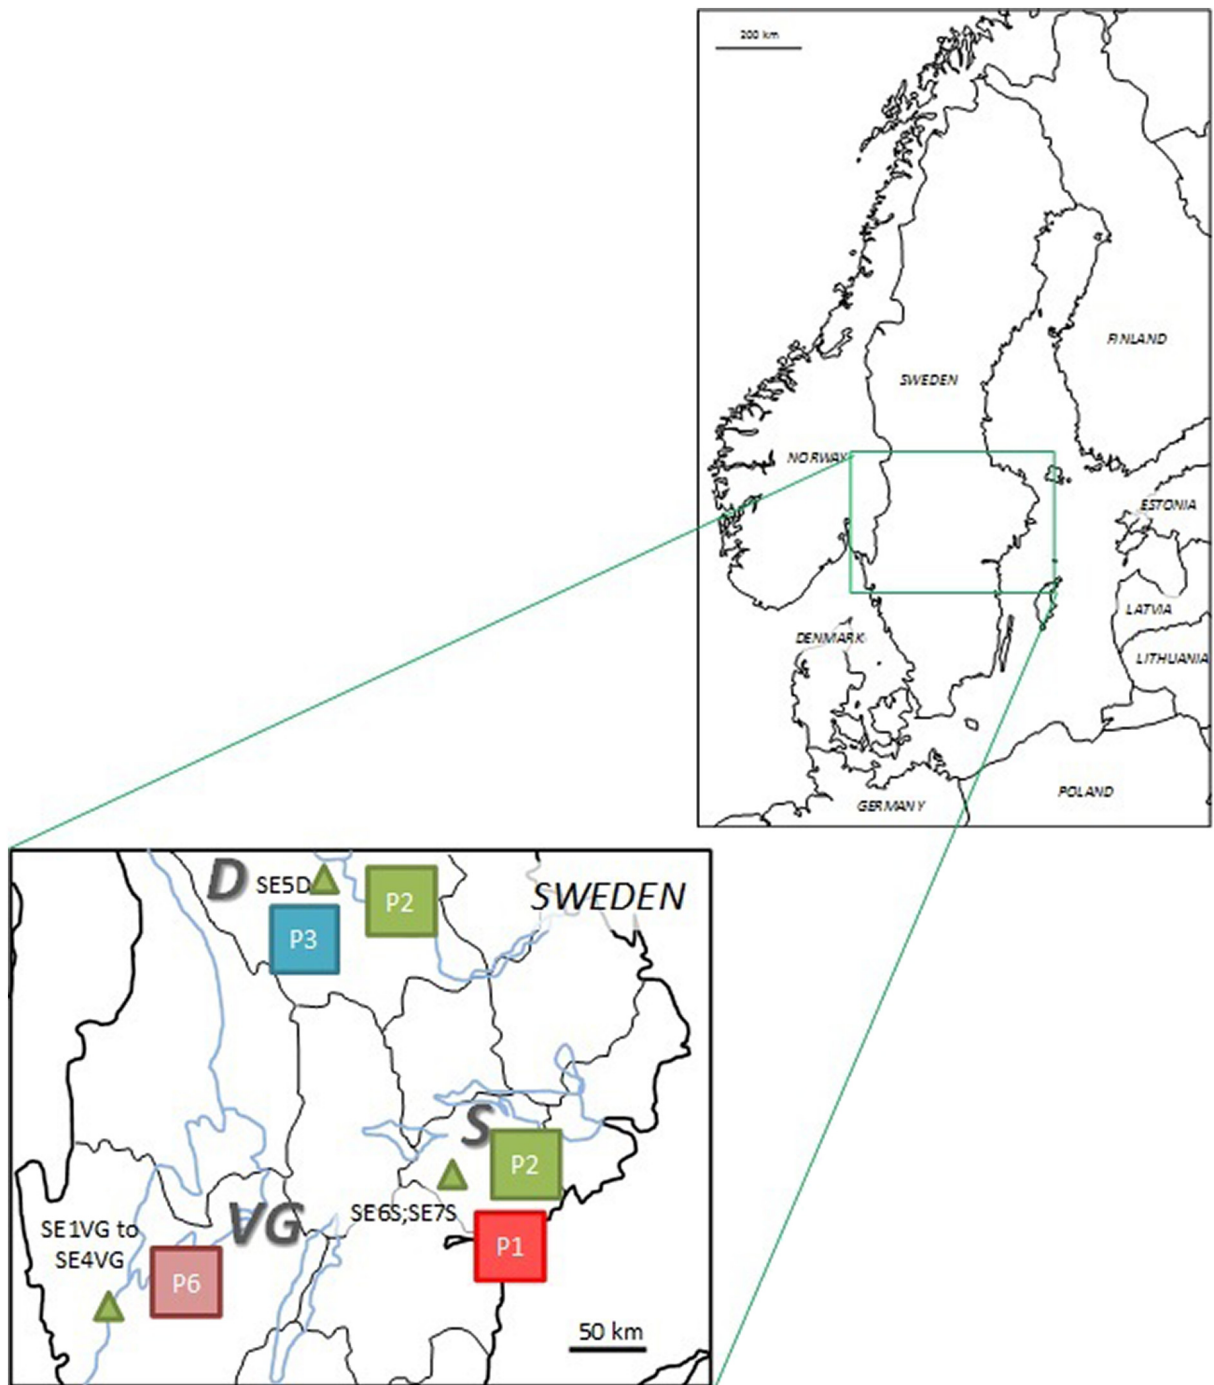 200 km
FINLAND
SWEDEN
NORWAY
ESTONIA
LATVIA
DENMARK
LITHUANIA
POLAND
GERMANY
D
SE5D
P2
SWEDEN
P3
S
P2
SE6S;SE7S
VG
SE1VG to
SE4VG
P1
P6
50 km